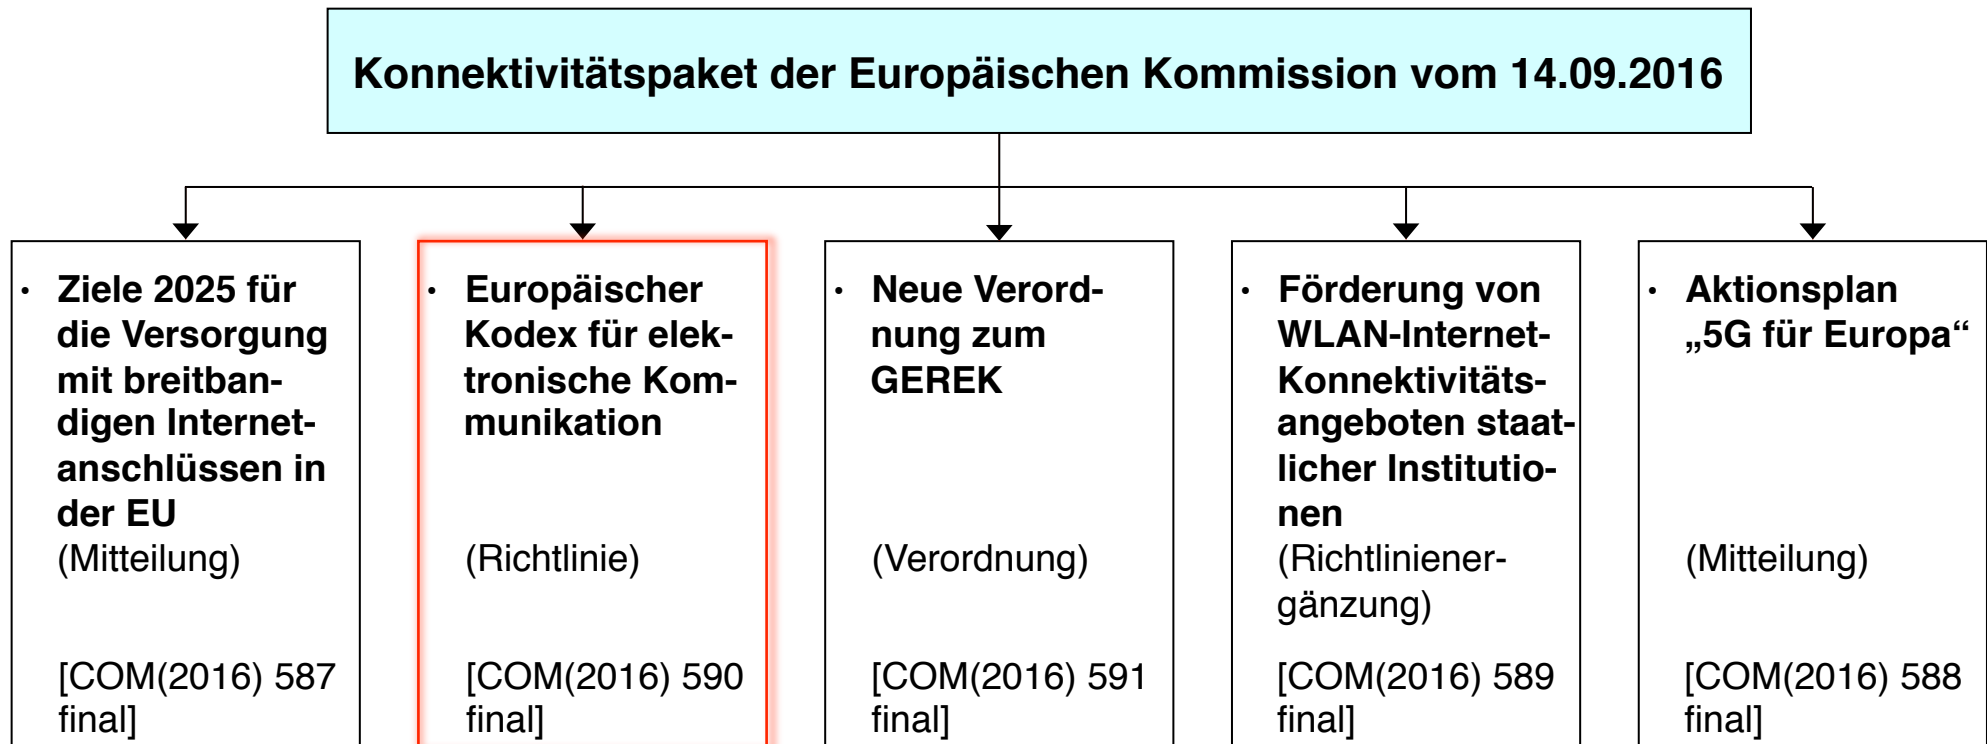 Konnektivitätspaket der Europäischen Kommission vom 14.09.2016
· Ziele 2025 für
die Versorgung
mit breitban-
digen Internet-
anschlüssen in
der EU
(Mitteilung)
[COM(2016) 587
final]
· Europäischer
Kodex für elek-
tronische Kom-
munikation
(Richtlinie)
[COM(2016) 590
final]
· Neue Verord-
nung zum
GEREK
(Verordnung)
[COM(2016) 591
final]
· Förderung von
WLAN-Internet-
Konnektivitäts-
angeboten staat-
licher Institutio-
nen
(Richtliniener-
gänzung)
[COM(2016) 589
final]
· Aktionsplan
„5G für Europa“
(Mitteilung)
[COM(2016) 588
final]